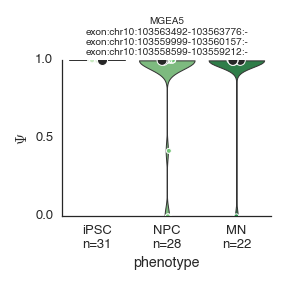 MGEA5
exon:chr10:103563492-103563776:-
exon:chr10:103559999-103560157:-
exon:chr10:103558599-103559212:-
1.0
0.5
0.0
Ψ
iPSC NPC MN
n=31 n=28 n=22
phenotype